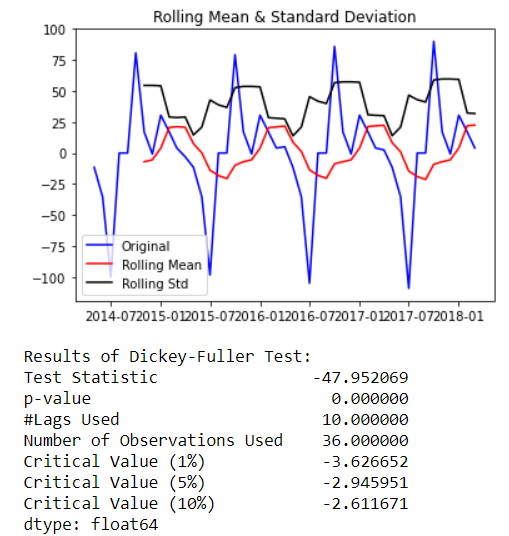 Rolling Mean & Standard Deviation
100
75
50
25
0
−25
−50
−75
−100
Original
Rolling Mean
Rolling Std
2014-07 2015-01 2015-07 2016-01 2016-07 2017-01 2017-07 2018-01
Results of Dickey-Fuller Test:
Test Statistic -47.952069
p-value 0.000000
#Lags Used 10.000000
Number of Observations Used 36.000000
Critical Value (1%) -3.626652
Critical Value (5%) -2.945951
Critical Value (10%) -2.611671
dtype: float64